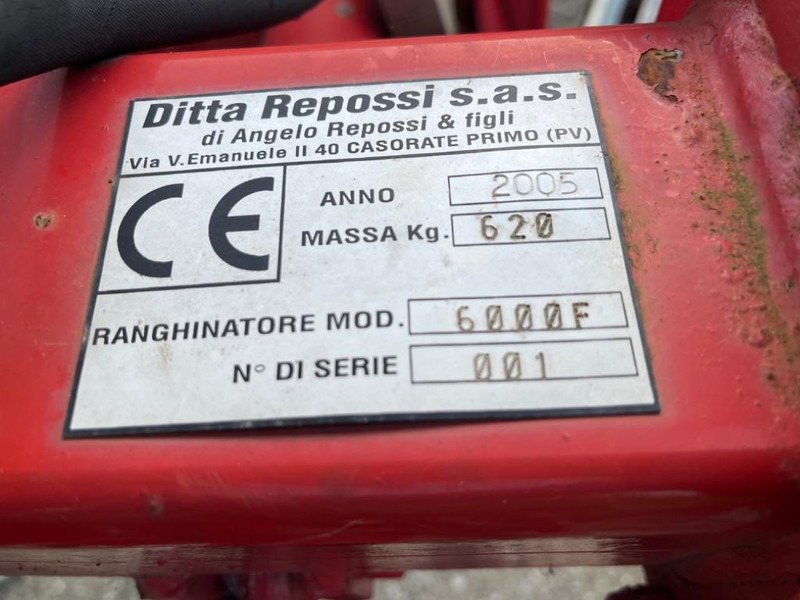 Ditta Repossi s.a.s.
di Angelo Repossi & figli
Via V. Emanuele II 40 CASORATE PRIMO (PV)
CE
ANNO 2005
MASSA Kg. 620
RANGHINATORE MOD. 6000F
N° DI SERIE 001